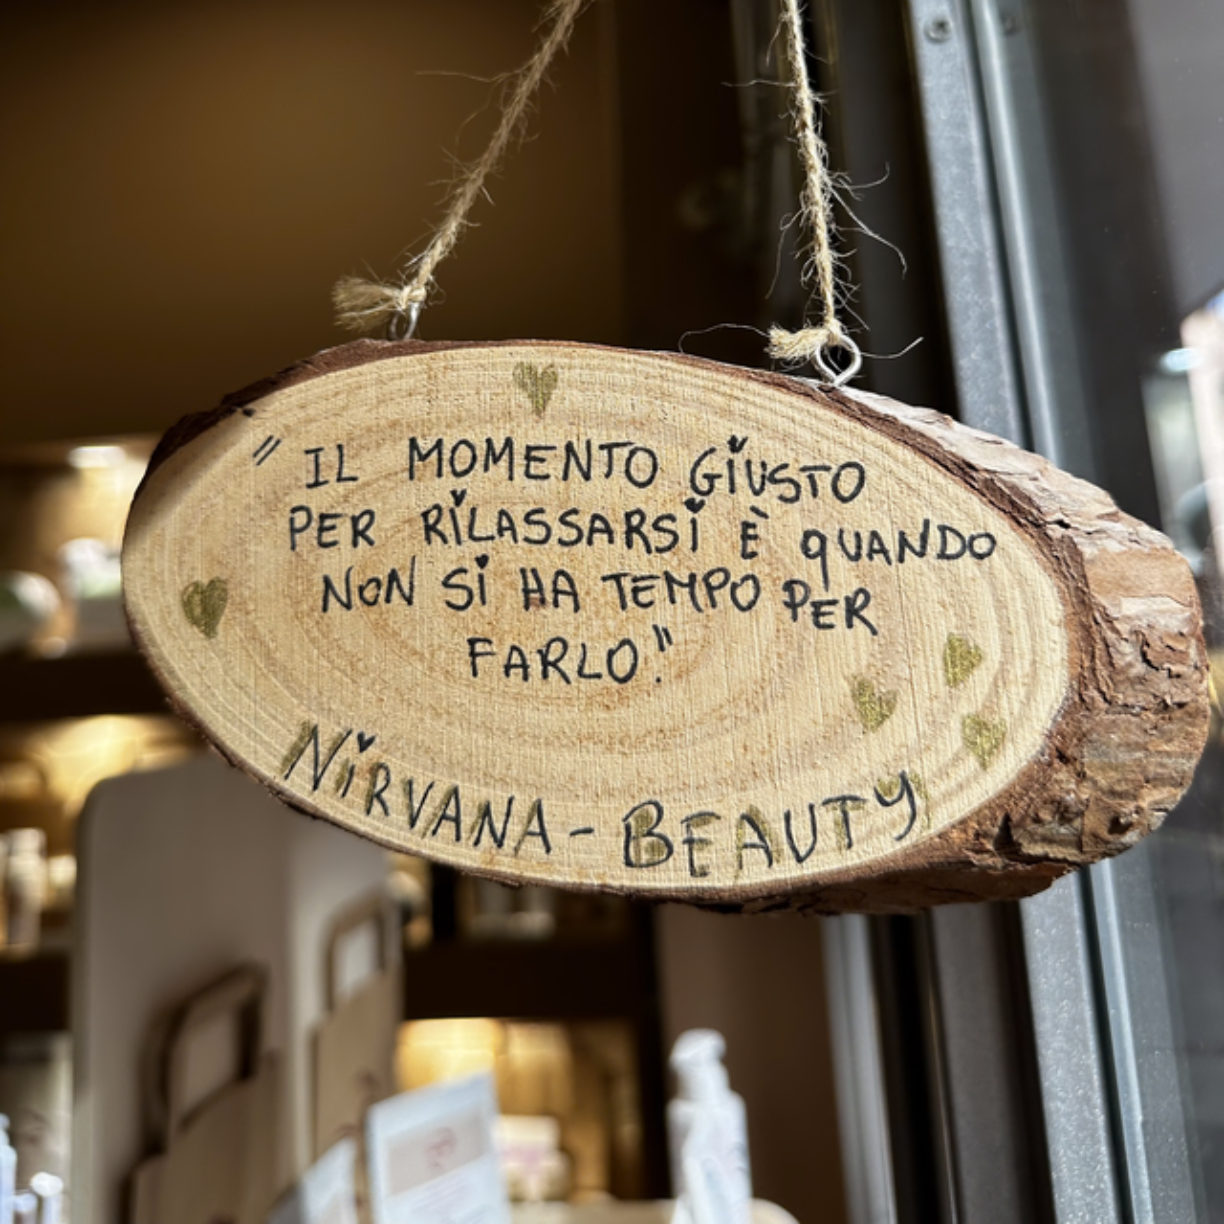 " IL MOMENTO GIUSTO
PER RILASSARSI È QUANDO
NON SI HA TEMPO PER
FARLO."
NIRVANA - BEAUTY